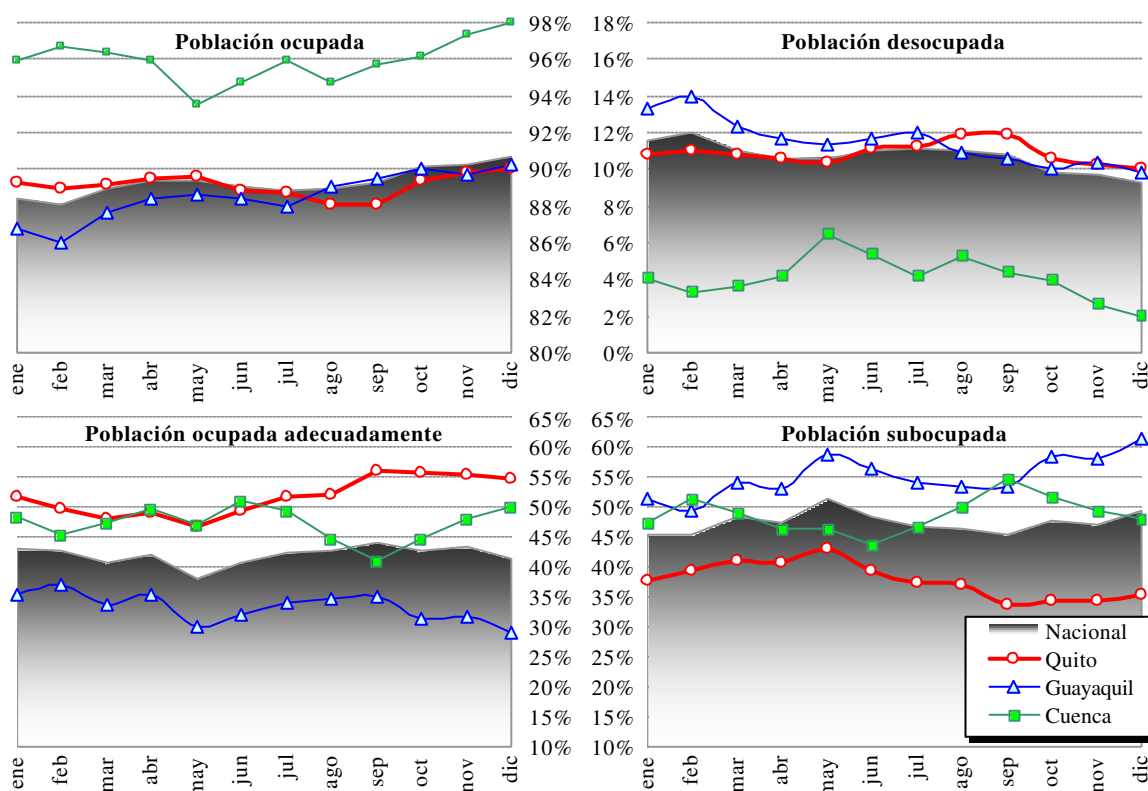 Población ocupada
98%
96%
94%
92%
90%
88%
86%
84%
82%
80%
ene
feb
mar
abr
may
jun
jul
ago
sep
oct
nov
dic
Población desocupada
18%
16%
14%
12%
10%
8%
6%
4%
2%
0%
ene
feb
mar
abr
may
jun
jul
ago
sep
oct
nov
dic
Población ocupada adecuadamente
65%
60%
55%
50%
45%
40%
35%
30%
25%
20%
15%
10%
ene
feb
mar
abr
may
jun
jul
ago
sep
oct
nov
dic
Población subocupada
65%
60%
55%
50%
45%
40%
35%
30%
25%
20%
15%
10%
ene
feb
mar
abr
may
jun
jul
ago
sep
oct
nov
dic
Nacional
Quito
Guayaquil
Cuenca